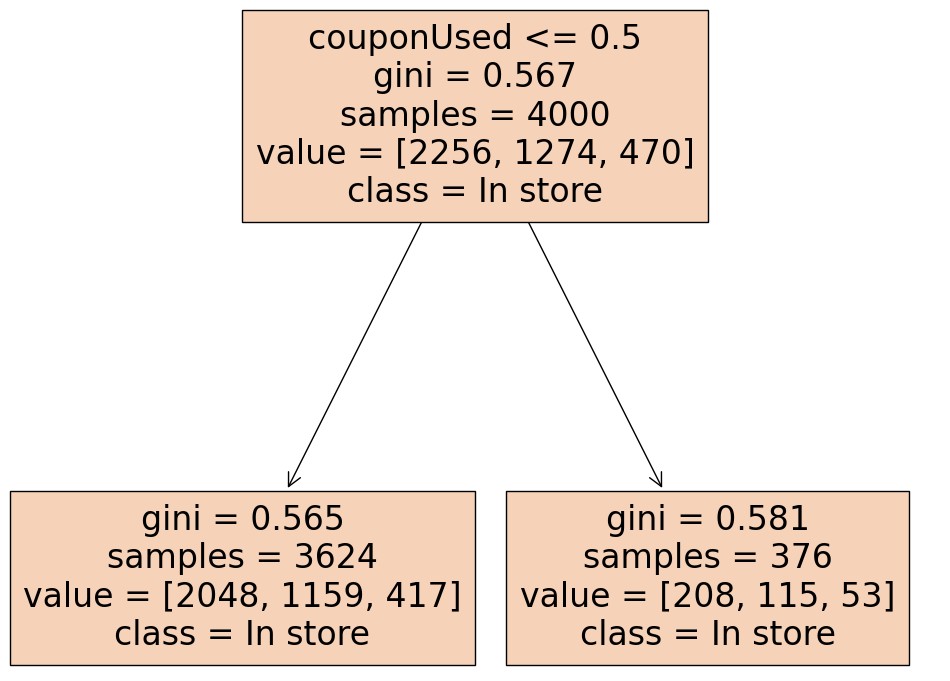 couponUsed <= 0.5
gini = 0.567
samples = 4000
value = [2256, 1274, 470]
class = In store
gini = 0.565
samples = 3624
value = [2048, 1159, 417]
class = In store
gini = 0.581
samples = 376
value = [208, 115, 53]
class = In store